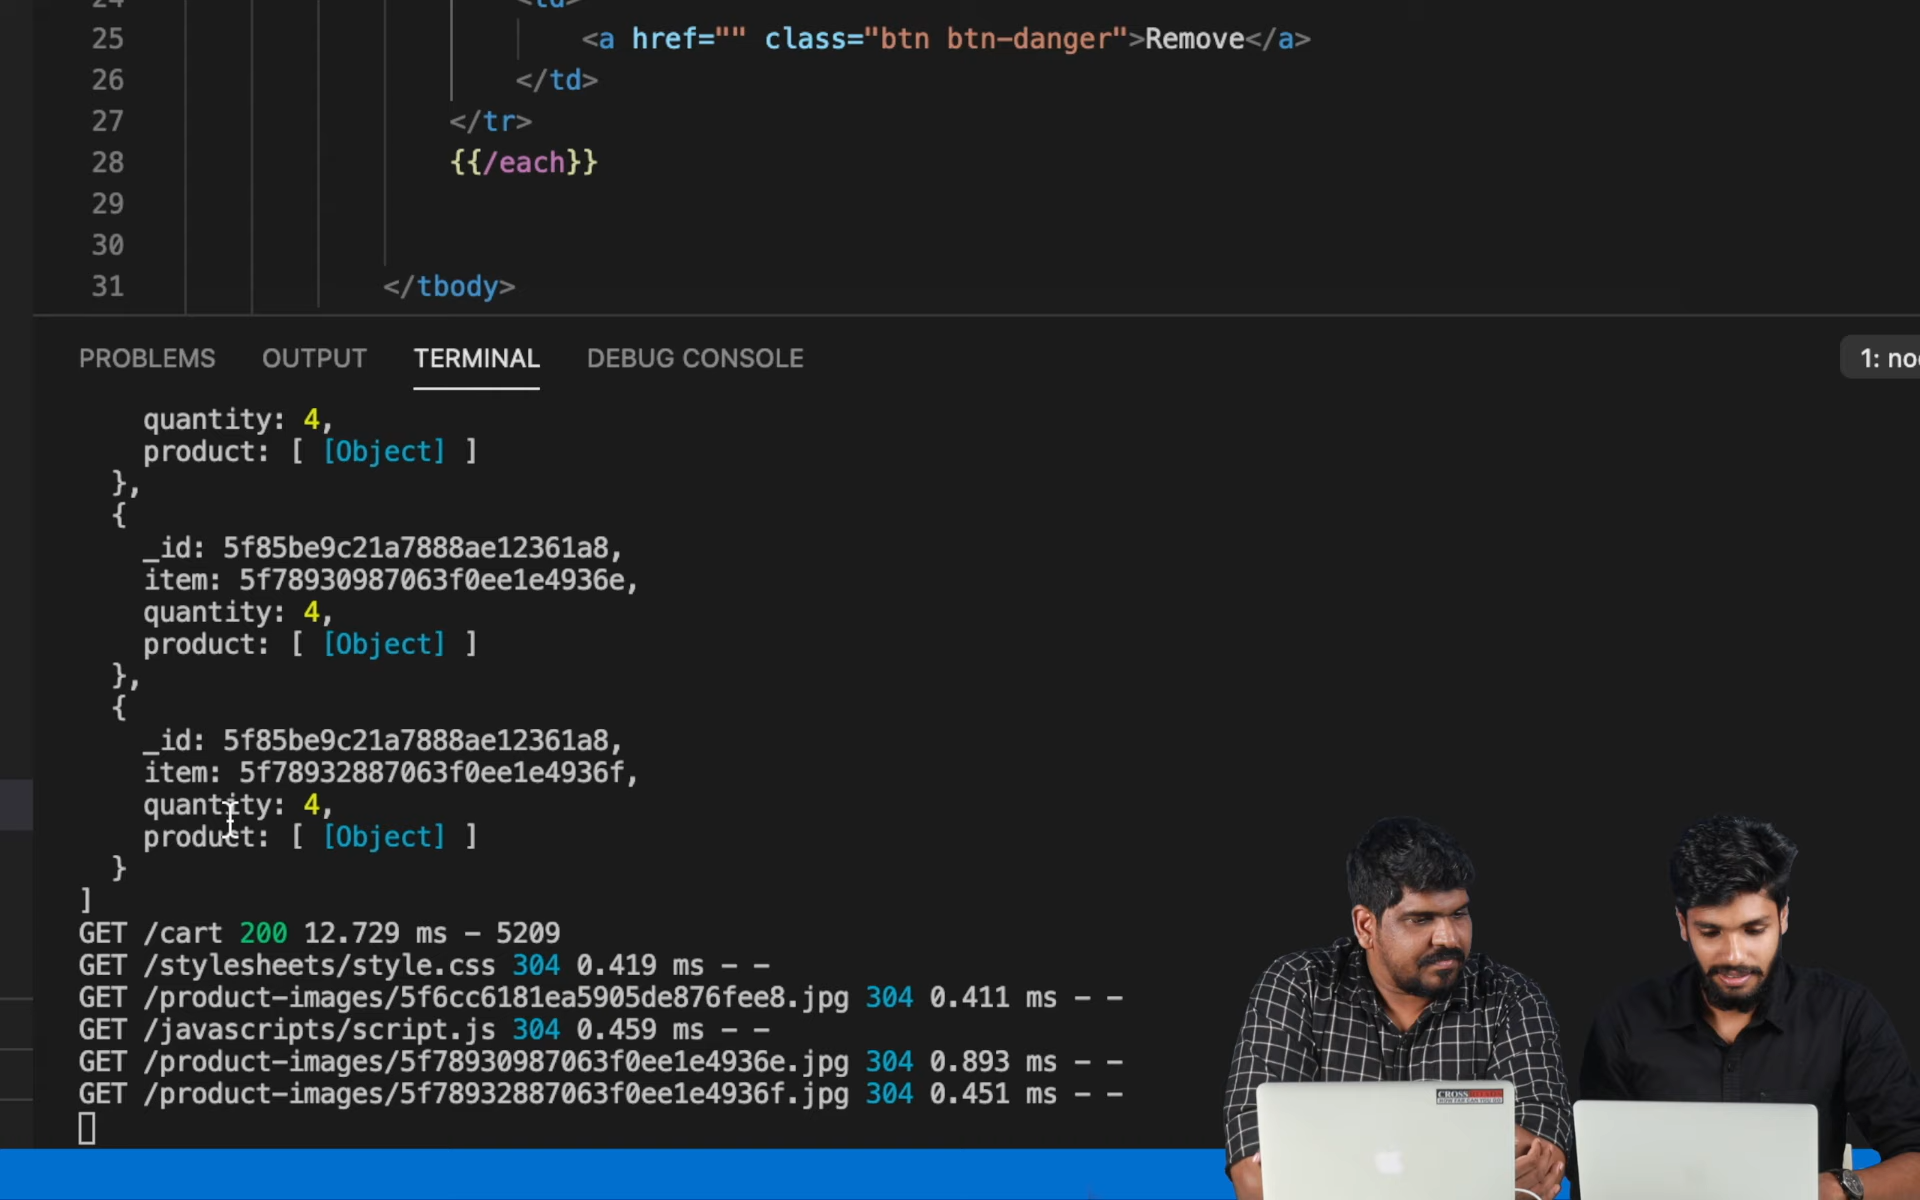 24 <td>
25 <a href="" class="btn btn-danger">Remove</a>
26 </td>
27 </tr>
28 {{/each}}
29
30
31 </tbody>
PROBLEMS OUTPUT TERMINAL DEBUG CONSOLE 1: no
quantity: 4,
product: [ [Object] ]
},
{
_id: 5f85be9c21a7888ae12361a8,
item: 5f78930987063f0ee1e4936e,
quantity: 4,
product: [ [Object] ]
},
{
_id: 5f85be9c21a7888ae12361a8,
item: 5f78932887063f0ee1e4936f,
quantity: 4,
product: [ [Object] ]
}
]
GET /cart 200 12.729 ms - 5209
GET /stylesheets/style.css 304 0.419 ms - -
GET /product-images/5f6cc6181ea5905de876fee8.jpg 304 0.411 ms - -
GET /javascripts/script.js 304 0.459 ms - -
GET /product-images/5f78930987063f0ee1e4936e.jpg 304 0.893 ms - -
GET /product-images/5f78932887063f0ee1e4936f.jpg 304 0.451 ms - -
CROSS